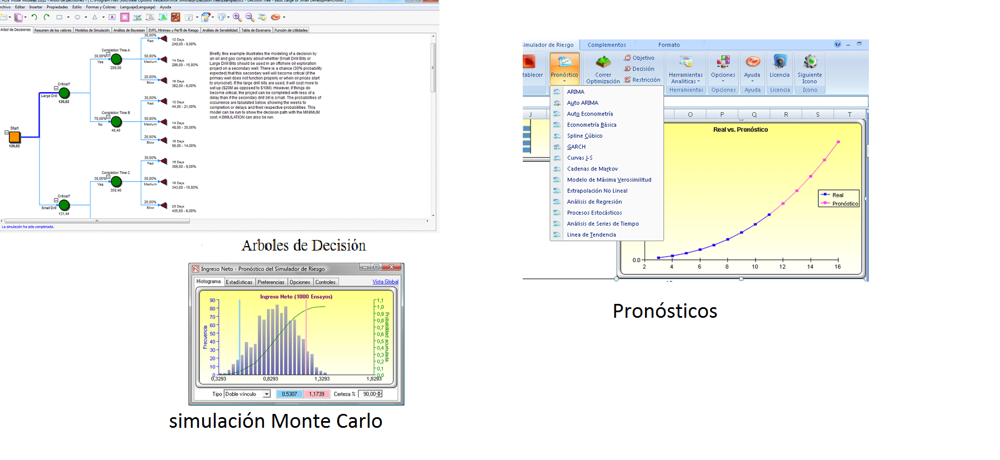 ROV Visual Modeler 2012 - Arbol de decisiones - [ C:\Program Files (x86)\Real Options Valuation\Risk Simulator\Decision Tree\Examples\01 - Decision Tree - Basic Large or Small Development.rovdt ]
rchivo Editar Insertar Propiedades Estilo Formas y Colores Lenguaje(Language) Ayuda
Arbol de Decisiones Resumen de los valores Modelos de Simulación Análisis de Bayesian EVPI, Minimax y Perfil de Riesgo Análisis de Sensibilidad Tabla de Escenario Función de Utilidades
Start
120,82
Critical?
Large Drill
120,82
30,00%
Yes
Completion Time A
289,80
30,00%
Fast
12 Days
248,00 - 9,00%
50,00%
Medium
14 Days
286,00 - 15,00%
20,00%
Slow
18 Days
362,00 - 6,00%
70,00%
No
Completion Time B
48,40
30,00%
Fast
12 Days
44,00 - 21,00%
50,00%
Medium
14 Days
48,00 - 35,00%
20,00%
Slow
18 Days
56,00 - 14,00%
Critical?
Small Drill
131,44
30,00%
Yes
Completion Time C
350,40
30,00%
Fast
16 Days
306,00 - 9,00%
50,00%
Medium
18 Days
343,00 - 15,00%
20,00%
Slow
23 Days
435,50 - 6,00%
Briefly, this example illustrates the modeling of a decision by
an oil and gas company about whether Small Drill Bits or
Large Drill Bits should be used in an offshore oil exploration
project on a secondary well. There is a chance (30% probability
expected) that this secondary well will become critical (if the
primary well does not function properly or when oil prices start
to skyrocket). If the large drill bits are used, it will cost more to
set up ($20M as opposed to $10M). However, if things do
become critical, the project can be completed with less of a
delay than if the secondary drill bit is small. The probabilities of
occurrence are tabulated below, showing the weeks to
completion or delays and their respective probabilities. This
model can be run to show the decision path with the MINIMUM
cost. A SIMULATION can also be run.
La simulación ha sido completada.
Arboles de Decisión
Ingreso Neto - Pronóstico del Simulador de Riesgo
Histograma Estadísticas Preferencias Opciones Controles Vista Global
Ingreso Neto (1000 Ensayos)
Frecuencia
90
80
70
60
50
40
30
20
10
0
0,3293 0,8293 1,3293 1,8293
1,1
1,0
0,9
0,8
0,7
0,6
0,5
0,4
0,3
0,2
0,1
0,0
Probabilidad acumulada
Tipo Doble vínculo 0,5307 1,1739 Certeza % 90,00
simulación Monte Carlo
Simulador de Riesgo Complementos Formato
tablecer
Pronóstico
Correr
Optimización
Objetivo
Decisión
Restricción
Herramientas
Analiticas
Herramientas
Opciones
Opciones
Ayuda
Ayuda
Licencia
Licencia
Siguiente
Icono
Icono
ARIMA
Auto ARIMA
Auto Econometría
Econometría Básica
Spline Cúbico
GARCH
Curvas J-S
Cadenas de Markov
Modelo de Máxima Verosimilitud
Extrapolación No Lineal
Análisis de Regresión
Procesos Estocásticos
Análisis de Series de Tiempo
Linea de Tendencia
J O P Q R S T
Real vs. Pronóstico
Real
Pronóstico
0.0
2 4 6 8 10 12 14 16
Pronósticos